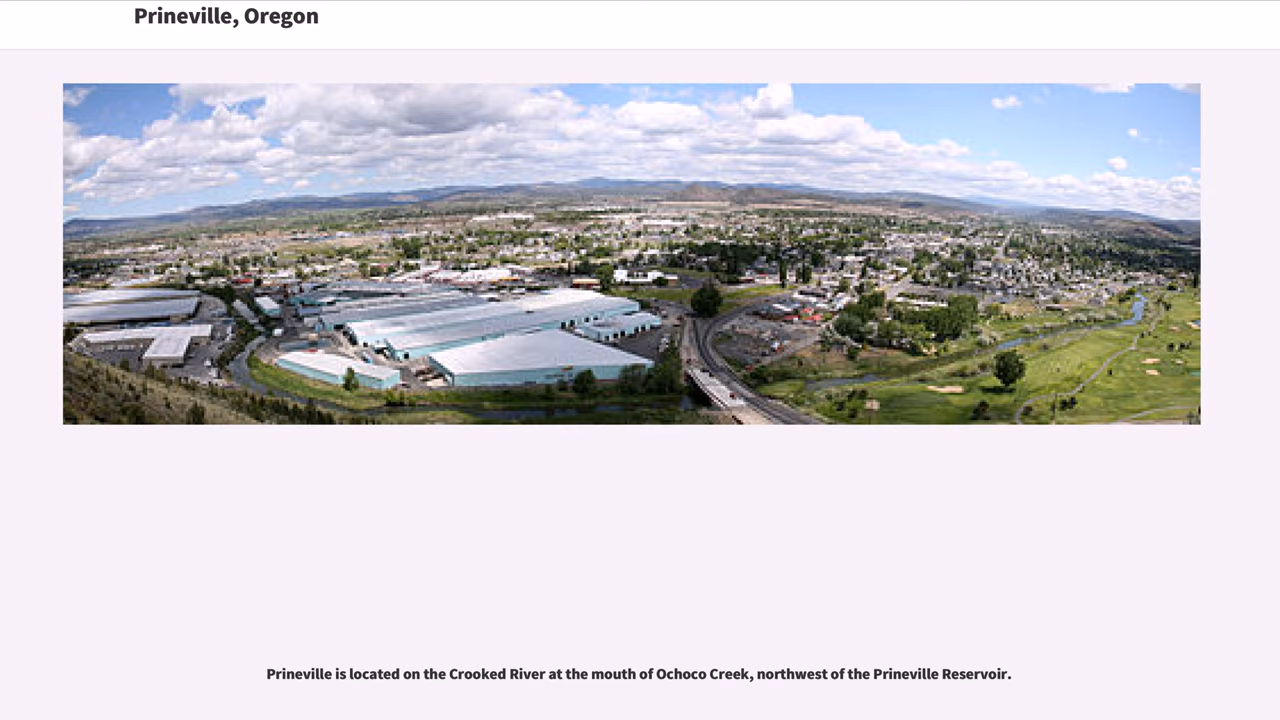 Prineville, Oregon
Prineville is located on the Crooked River at the mouth of Ochoco Creek, northwest of the Prineville Reservoir.